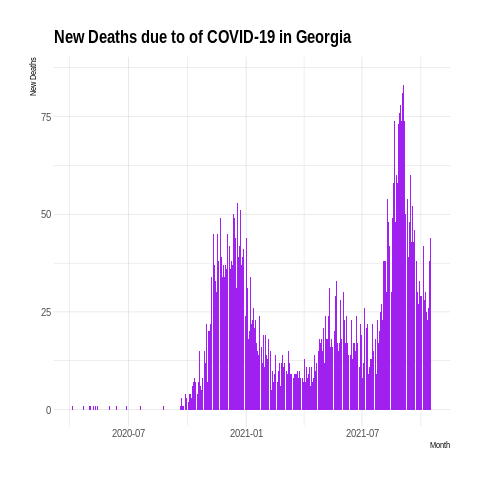 New Deaths due to of COVID-19 in Georgia
New Deaths
75
50
25
0
2020-07
2021-01
2021-07
Month